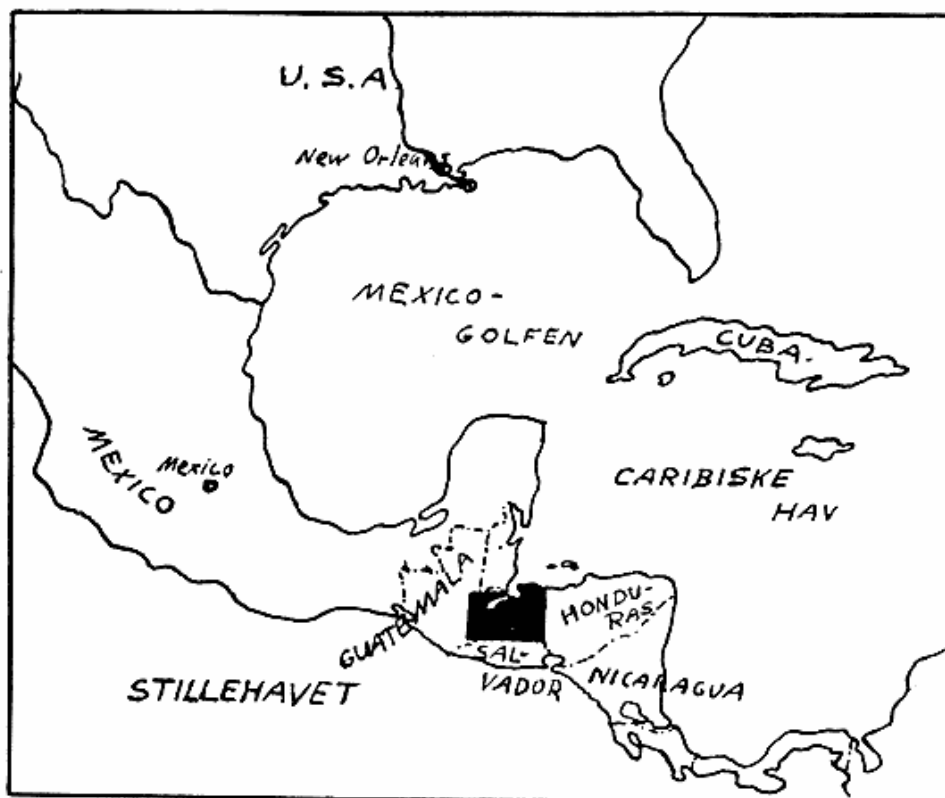 U.S.A.
New Orleans
MEXICO-
GOLFEN
CUBA.
MEXICO
Mexico
CARIBISKE
HAV
GUATEMALA
HONDU-
RAS.
SAL-
VADOR
NICARAGUA
STILLEHAVET